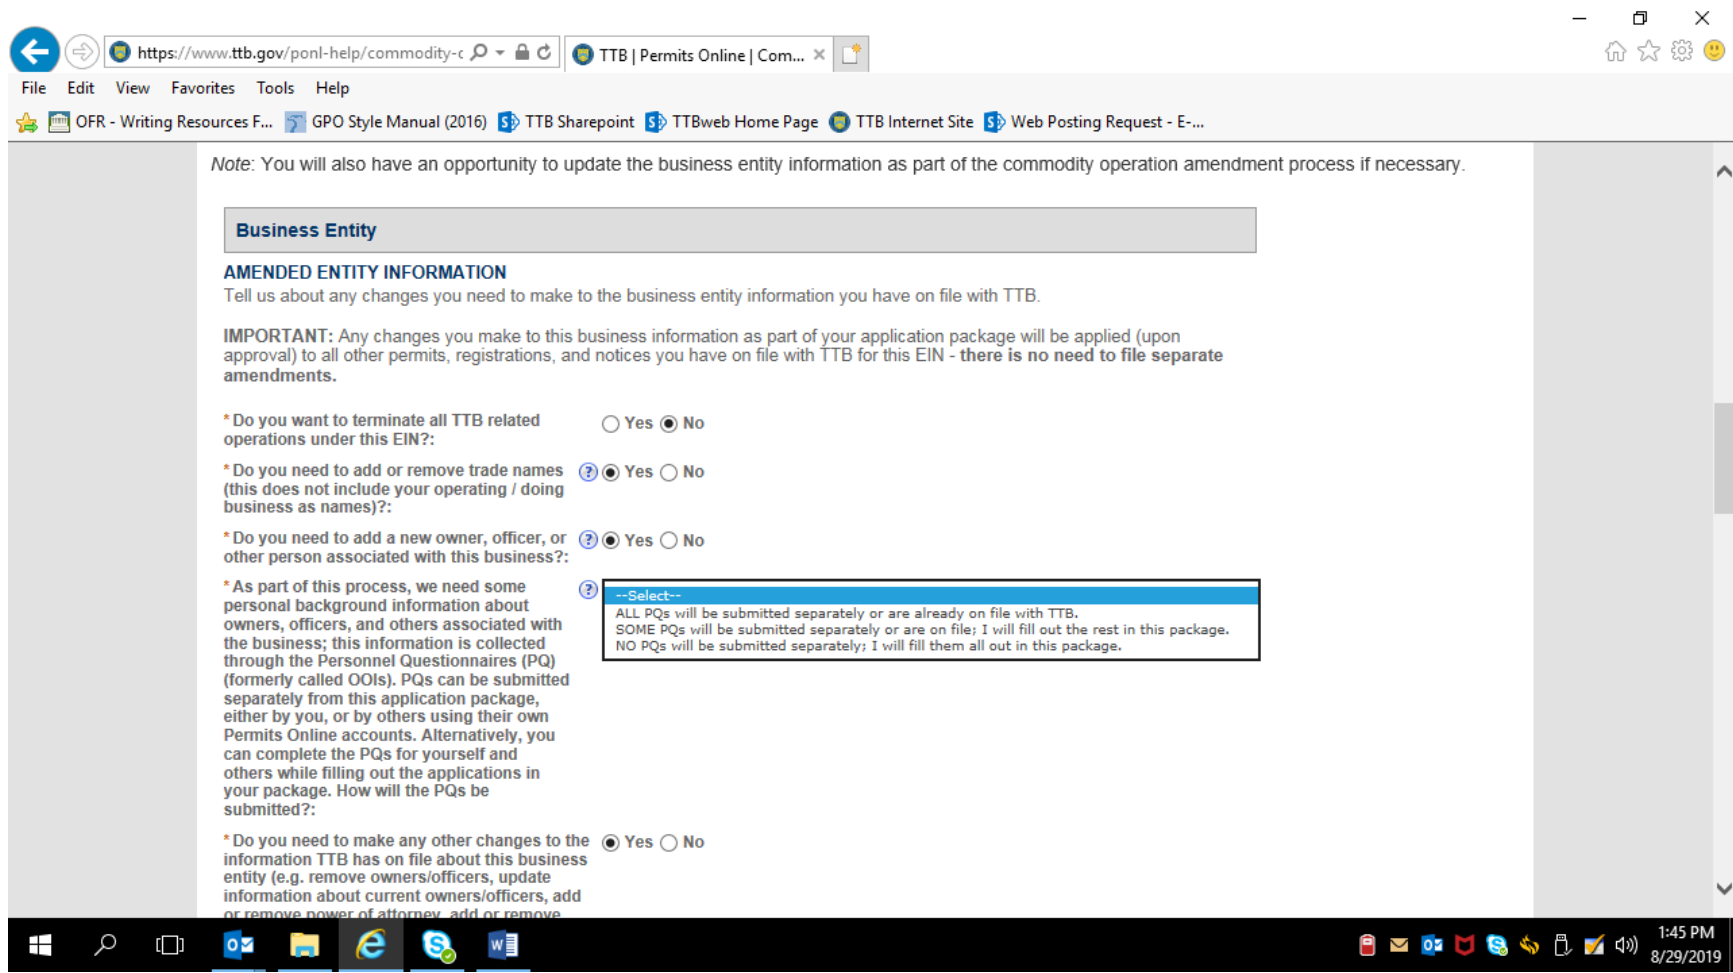 https://www.ttb.gov/ponl-help/commodity-c
TTB | Permits Online | Com...
File Edit View Favorites Tools Help
OFR - Writing Resources F... GPO Style Manual (2016) TTB Sharepoint TTBweb Home Page TTB Internet Site Web Posting Request - E-...
Note: You will also have an opportunity to update the business entity information as part of the commodity operation amendment process if necessary.
Business Entity
AMENDED ENTITY INFORMATION
Tell us about any changes you need to make to the business entity information you have on file with TTB.
IMPORTANT: Any changes you make to this business information as part of your application package will be applied (upon
approval) to all other permits, registrations, and notices you have on file with TTB for this EIN - there is no need to file separate
amendments.
* Do you want to terminate all TTB related
operations under this EIN?:
Yes No
* Do you need to add or remove trade names
(this does not include your operating / doing
business as names)?:
? Yes No
* Do you need to add a new owner, officer, or
other person associated with this business?:
? Yes No
* As part of this process, we need some
personal background information about
owners, officers, and others associated with
the business; this information is collected
through the Personnel Questionnaires (PQ)
(formerly called OOIs). PQs can be submitted
separately from this application package,
either by you, or by others using their own
Permits Online accounts. Alternatively, you
can complete the PQs for yourself and
others while filling out the applications in
your package. How will the PQs be
submitted?:
?
--Select--
ALL PQs will be submitted separately or are already on file with TTB.
SOME PQs will be submitted separately or are on file; I will fill out the rest in this package.
NO PQs will be submitted separately; I will fill them all out in this package.
* Do you need to make any other changes to the
information TTB has on file about this business
entity (e.g. remove owners/officers, update
information about current owners/officers, add
or remove power of attorney, add or remove
Yes No
1:45 PM
8/29/2019